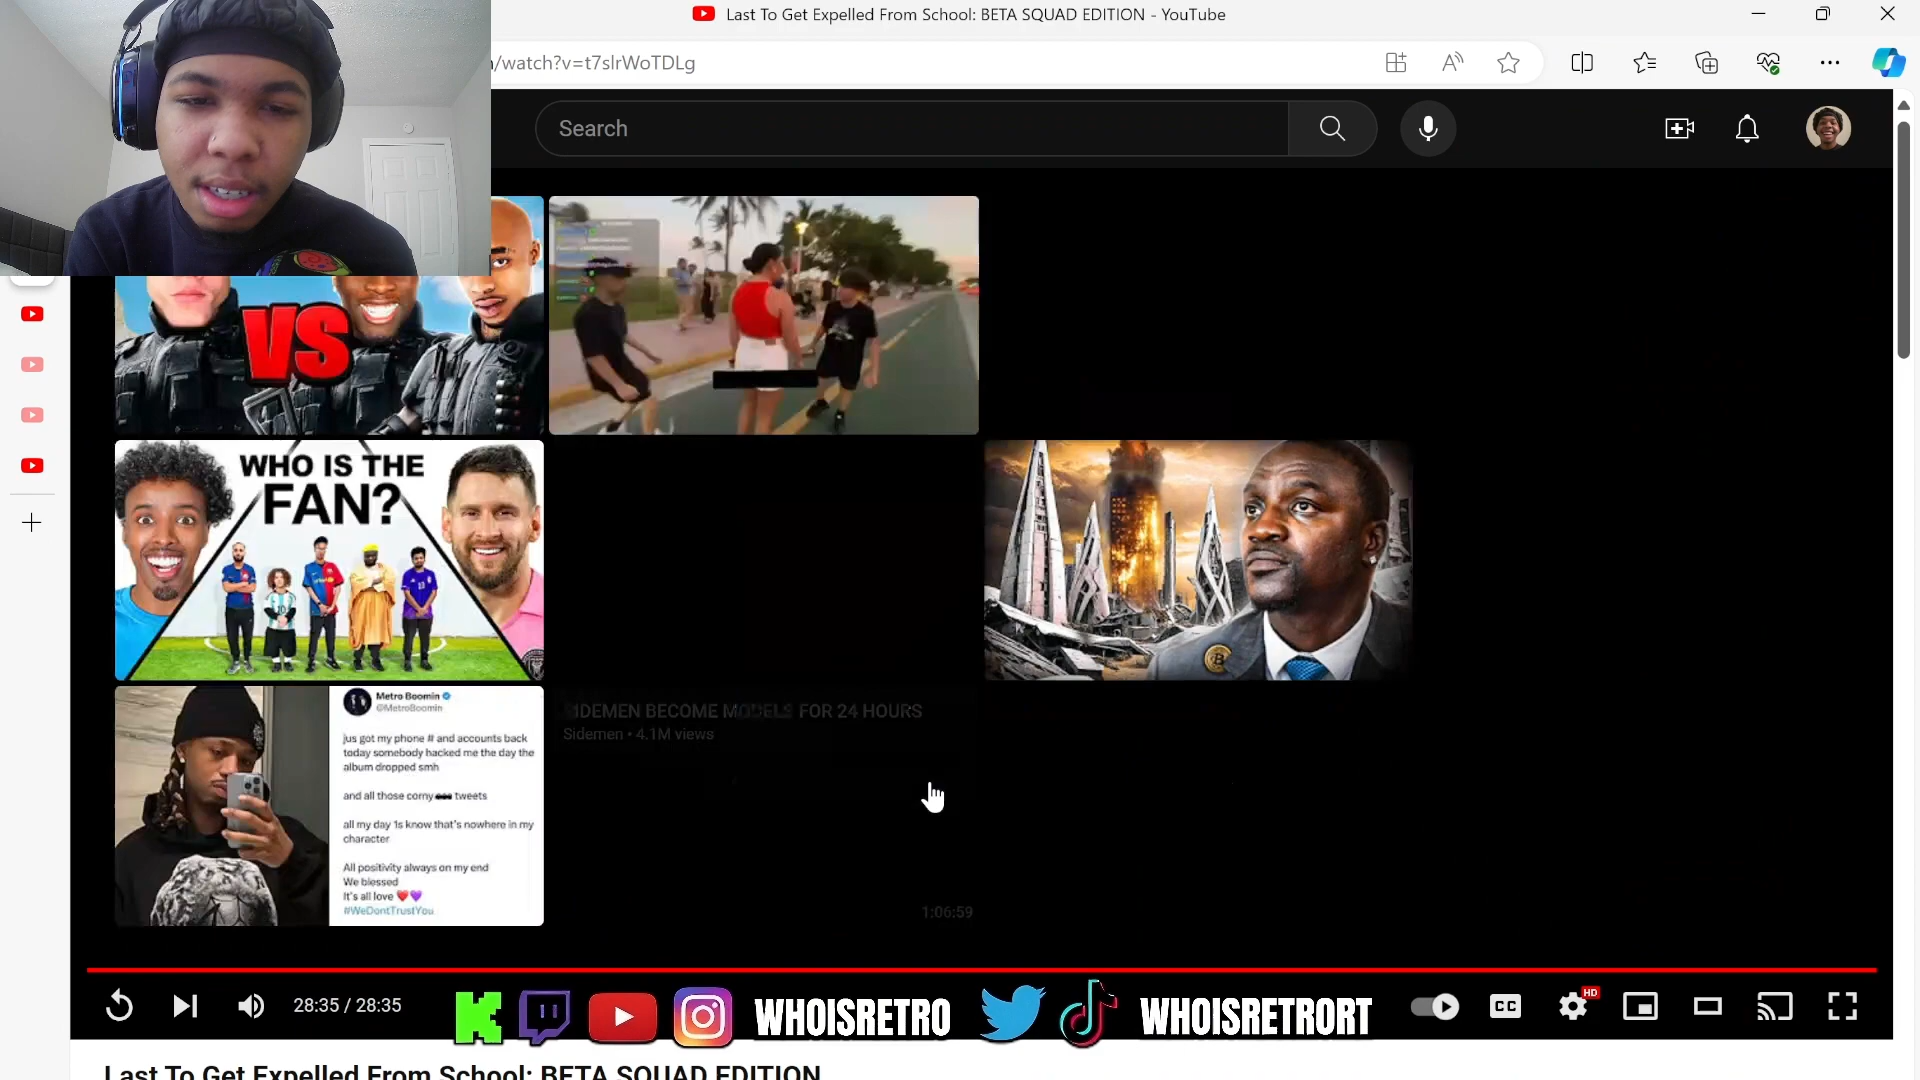 Last To Get Expelled From School: BETA SQUAD EDITION - YouTube
/watch?v=t7slrWoTDLg
Search
VS
WHO IS THE
FAN?
Metro Boomin
@MetroBoomin
jus got my phone # and accounts back
today somebody hacked me the day the
album dropped smh
and all those corny tweets
all my day 1s know that's nowhere in my
character
All positivity always on my end
We blessed
It's all love ❤️💜
#WeDontTrustYou
IDEMEN BECOME MODELS FOR 24 HOURS
Sidemen • 4.1M views
1:06:59
28:35 / 28:35
WHOISRETRO
WHOISRETRORT
CC
HD
Last To Get Expelled From School: BETA SQUAD EDITION